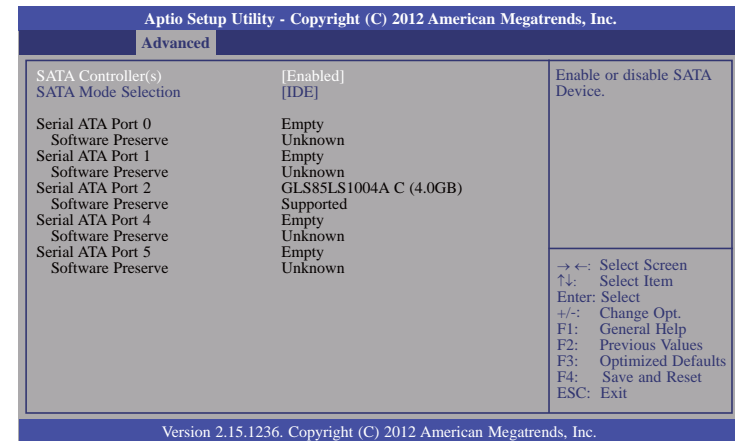 Aptio Setup Utility - Copyright (C) 2012 American Megatrends, Inc.
Advanced
SATA Controller(s) [Enabled]
SATA Mode Selection [IDE]
Serial ATA Port 0 Empty
Software Preserve Unknown
Serial ATA Port 1 Empty
Software Preserve Unknown
Serial ATA Port 2 GLS85LS1004A C (4.0GB)
Software Preserve Supported
Serial ATA Port 4 Empty
Software Preserve Unknown
Serial ATA Port 5 Empty
Software Preserve Unknown
Enable or disable SATA
Device.
→ ←: Select Screen
↑↓: Select Item
Enter: Select
+/-: Change Opt.
F1: General Help
F2: Previous Values
F3: Optimized Defaults
F4: Save and Reset
ESC: Exit
Version 2.15.1236. Copyright (C) 2012 American Megatrends, Inc.